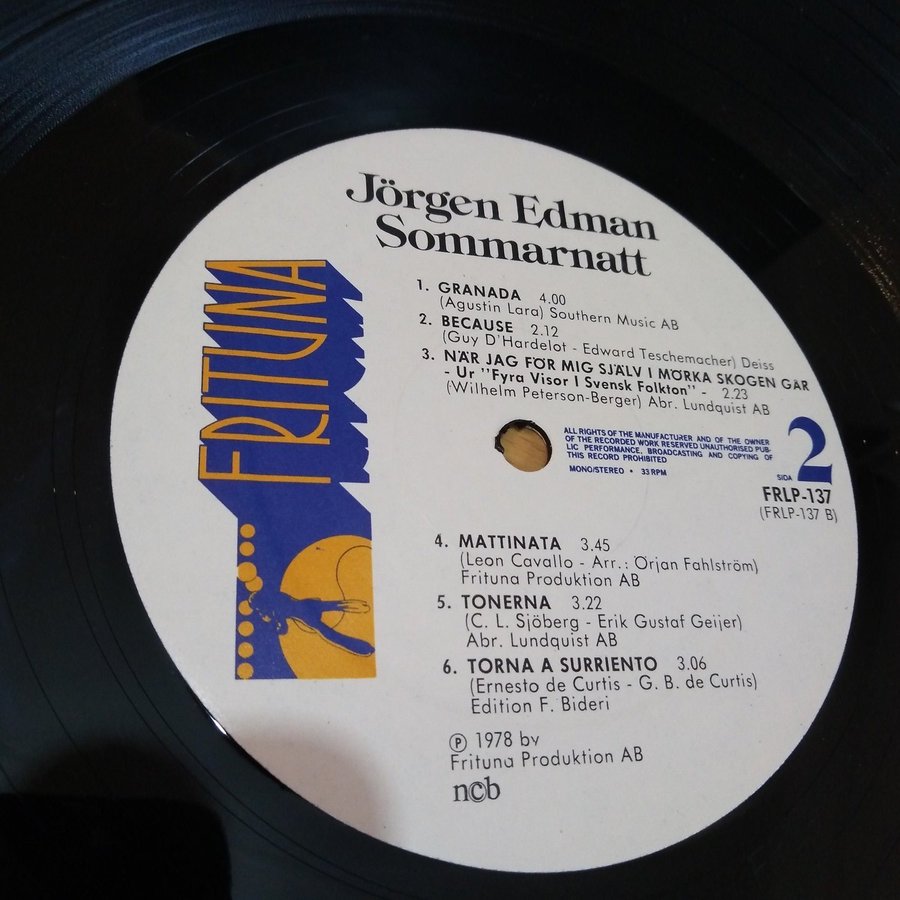 Jörgen Edman
Sommarnatt
FRITUNA
1. GRANADA 4.00
(Agustin Lara) Southern Music AB
2. BECAUSE 2.12
(Guy D'Hardelot - Edward Teschemacher) Deiss
3. NÄR JAG FÖR MIG SJÄLV I MÖRKA SKOGEN GÅR
- Ur "Fyra Visor I Svensk Folkton" - 2.23
(Wilhelm Peterson-Berger) Abr. Lundquist AB
ALL RIGHTS OF THE MANUFACTURER AND OF THE OWNER
OF THE RECORDED WORK RESERVED UNAUTHORISED PUB-
LIC PERFORMANCE, BROADCASTING AND COPYING OF
THIS RECORD PROHIBITED
MONO/STEREO • 33 RPM
SIDA 2
FRLP-137
(FRLP-137 B)
4. MATTINATA 3.45
(Leon Cavallo - Arr.: Örjan Fahlström)
Frituna Produktion AB
5. TONERNA 3.22
(C. L. Sjöberg - Erik Gustaf Geijer)
Abr. Lundquist AB
6. TORNA A SURRIENTO 3.06
(Ernesto de Curtis - G. B. de Curtis)
Edition F. Bideri
Ⓟ 1978 by
Frituna Produktion AB
n©b